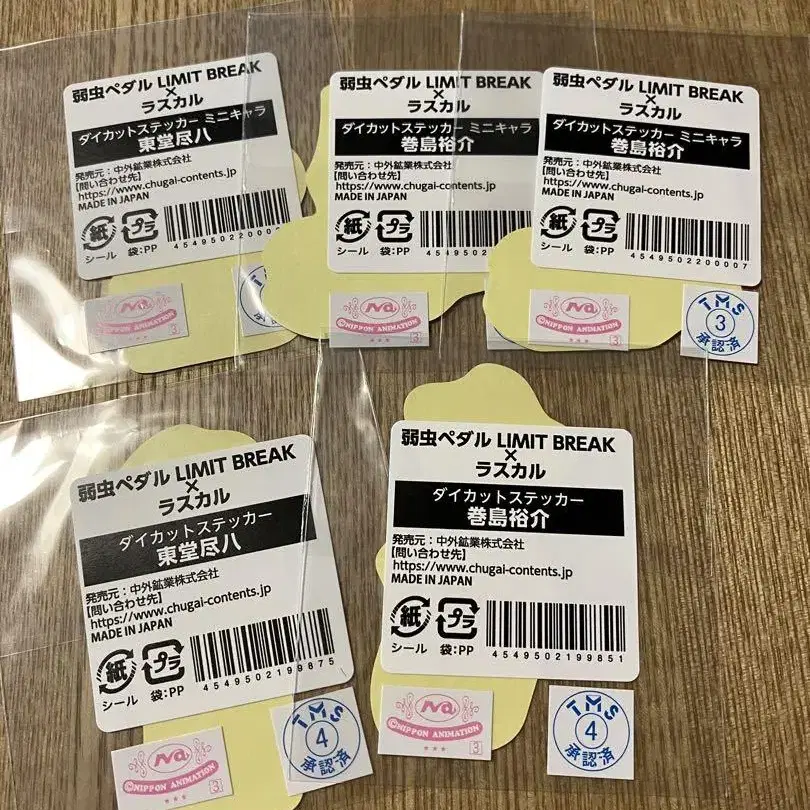 弱虫ペダル LIMIT BREAK
×
ラスカル
ダイカットステッカー ミニキャラ
東堂尽八
発売元：中外鉱業株式会社
【問い合わせ先】
https://www.chugai-contents.jp
MADE IN JAPAN
紙
プラ
シール 袋:PP
45495022000
Na
©NIPPON ANIMATION
***
3
弱虫ペダル LIMIT BREAK
×
ラスカル
ダイカットステッカー ミニキャラ
巻島裕介
発売元：中外鉱業株式会社
【問い合わせ先】
https://www.chugai-contents.jp
MADE IN JAPAN
紙
プラ
シール 袋:PP
45495022000
Na
©NIPPON ANIMATION
***
3
弱虫ペダル LIMIT BREAK
×
ラスカル
ダイカットステッカー ミニキャラ
巻島裕介
発売元：中外鉱業株式会社
【問い合わせ先】
https://www.chugai-contents.jp
MADE IN JAPAN
紙
プラ
シール 袋:PP
4549502200007
Na
©NIPPON ANIMATION
***
3
TMS
3
承認済
弱虫ペダル LIMIT BREAK
×
ラスカル
ダイカットステッカー
東堂尽八
発売元：中外鉱業株式会社
【問い合わせ先】
https://www.chugai-contents.jp
MADE IN JAPAN
紙
プラ
シール 袋:PP
4549502199875
Na
©NIPPON ANIMATION
***
3
TMS
4
承認済
弱虫ペダル LIMIT BREAK
×
ラスカル
ダイカットステッカー
巻島裕介
発売元：中外鉱業株式会社
【問い合わせ先】
https://www.chugai-contents.jp
MADE IN JAPAN
紙
プラ
シール 袋:PP
4549502199851
Na
©NIPPON ANIMATION
***
3
TMS
4
承認済